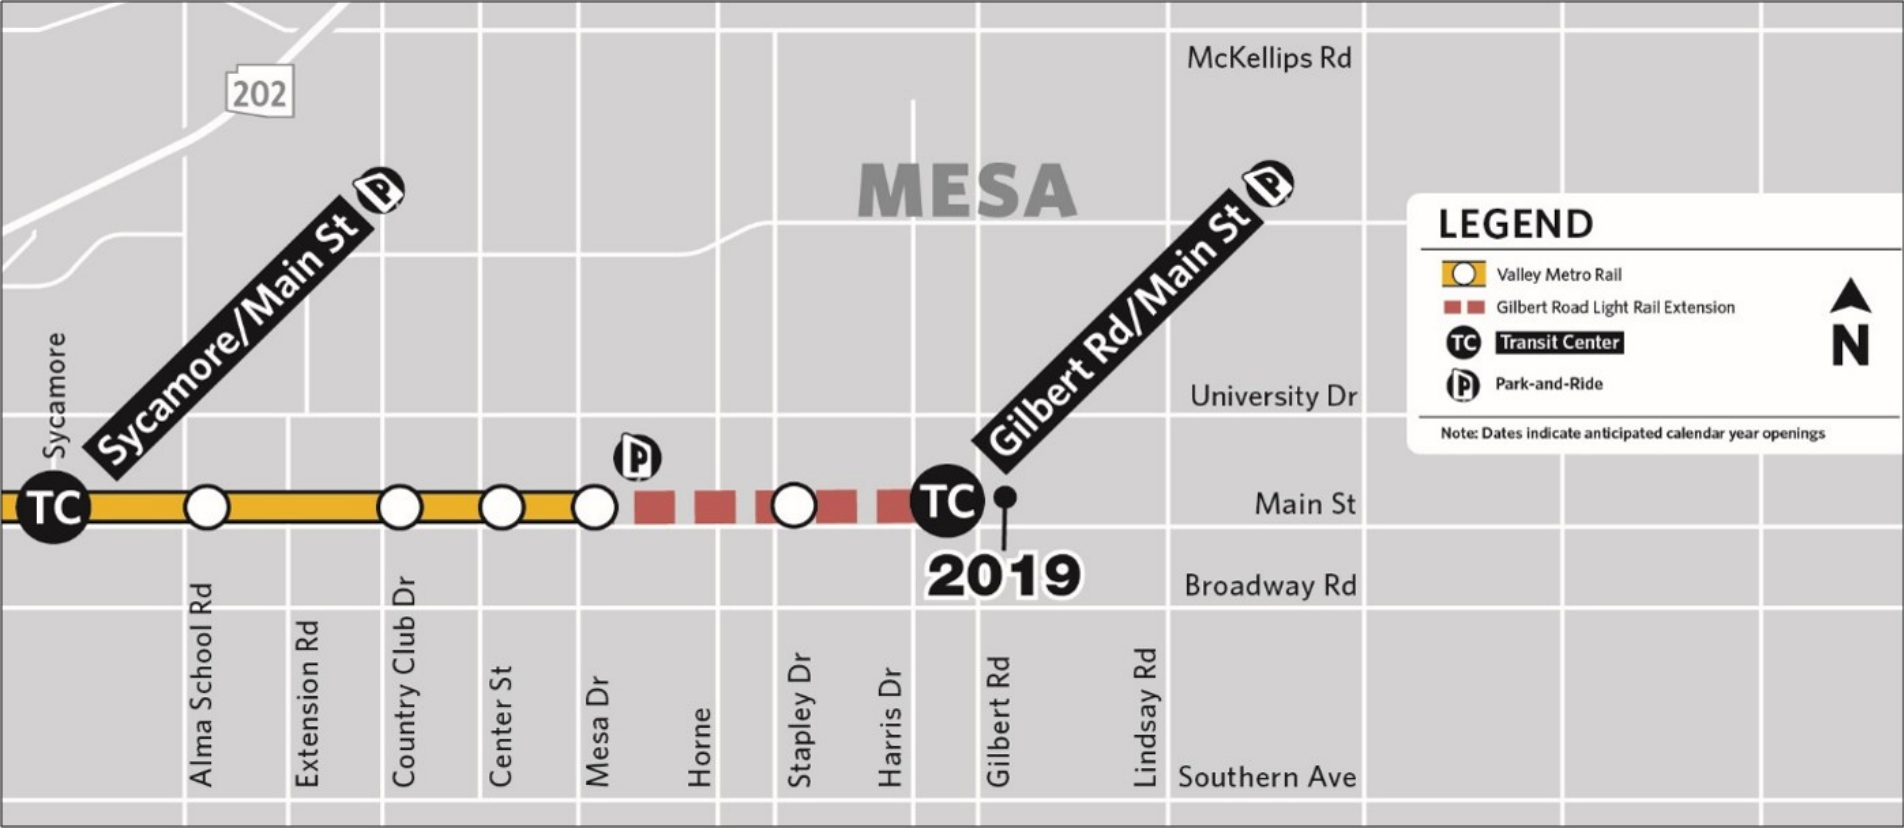 McKellips Rd
202
MESA
Sycamore/Main St
P
Gilbert Rd/Main St
P
LEGEND
Valley Metro Rail
Gilbert Road Light Rail Extension
TC Transit Center
P Park-and-Ride
N
Note: Dates indicate anticipated calendar year openings
Sycamore
University Dr
P
TC
TC
Main St
2019
Broadway Rd
Alma School Rd
Extension Rd
Country Club Dr
Center St
Mesa Dr
Horne
Stapley Dr
Harris Dr
Gilbert Rd
Lindsay Rd
Southern Ave